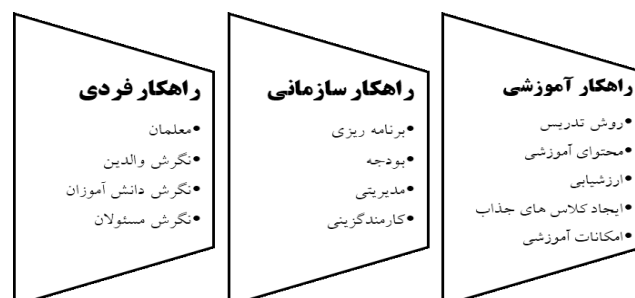 راهکار آموزشی
•روش تدریس
•محتوای آموزشی
•ارزشیابی
•ایجاد کلاس های جذاب
•امکانات آموزشی
راهکار سازمانی
•برنامه ریزی
•بودجه
•مدیریتی
•کارمندگزینی
راهکار فردی
•معلمان
•نگرش والدین
•نگرش دانش آموزان
•نگرش مسئولان